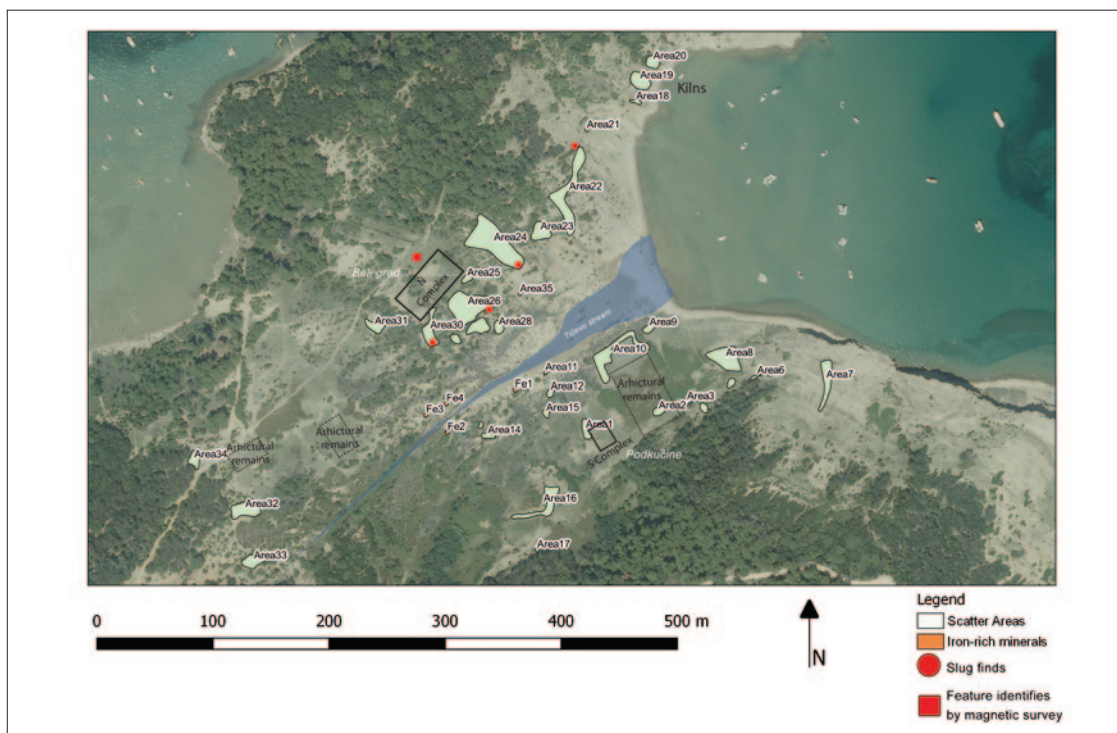 Area20
Area19
Kilns
Area18
Area21
Area22
Area23
Area24
Beli grad
N
Complex
Area25
Area35
Area26
Area31
Area30
Area28
Tičevo stream
Area9
Area10
Area8
Area11
Area6
Area7
Fe1
Area12
Arhictural
remains
Fe4
Area3
Fe3
Area15
Area2
Fe2
Area14
Area1
S Complex
Podkućine
Arhictural
remains
Arhictural
remains
Area34
Area16
Area32
Area17
Area33
0 100 200 300 400 500 m
N
Legend
Scatter Areas
Iron-rich minerals
Slug finds
Feature identifies
by magnetic survey